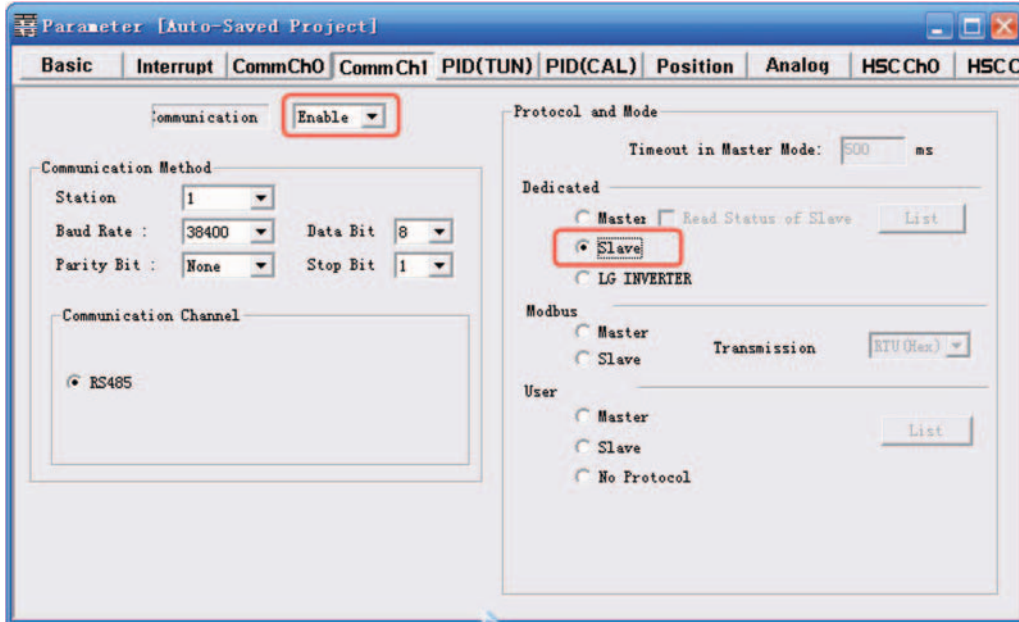 Parameter [Auto-Saved Project]
Basic Interrupt CommCh0 CommCh1 PID(TUN) PID(CAL) Position Analog HSCCh0 HSCC
Communication Enable
Communication Method
Station 1
Baud Rate : 38400 Data Bit 8
Parity Bit : None Stop Bit 1
Communication Channel
RS485
Protocol and Mode
Timeout in Master Mode: 500 ms
Dedicated
Master Read Status of Slave List
Slave
LG INVERTER
Modbus
Master
Slave
Transmission RTU(Hex)
User
Master
Slave
List
No Protocol